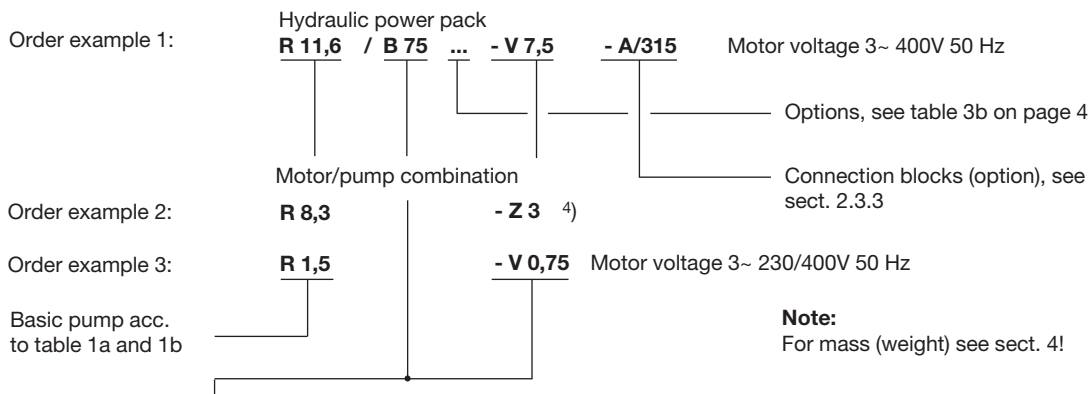 Hydraulic power pack
Order example 1: R 11,6 / B 75 ... - V 7,5 - A/315 Motor voltage 3~ 400V 50 Hz
Options, see table 3b on page 4
Motor/pump combination
Connection blocks (option), see
sect. 2.3.3
Order example 2: R 8,3 - Z 3 4)
Order example 3: R 1,5 - V 0,75 Motor voltage 3~ 230/400V 50 Hz
Basic pump acc.
to table 1a and 1b
Note:
For mass (weight) see sect. 4!